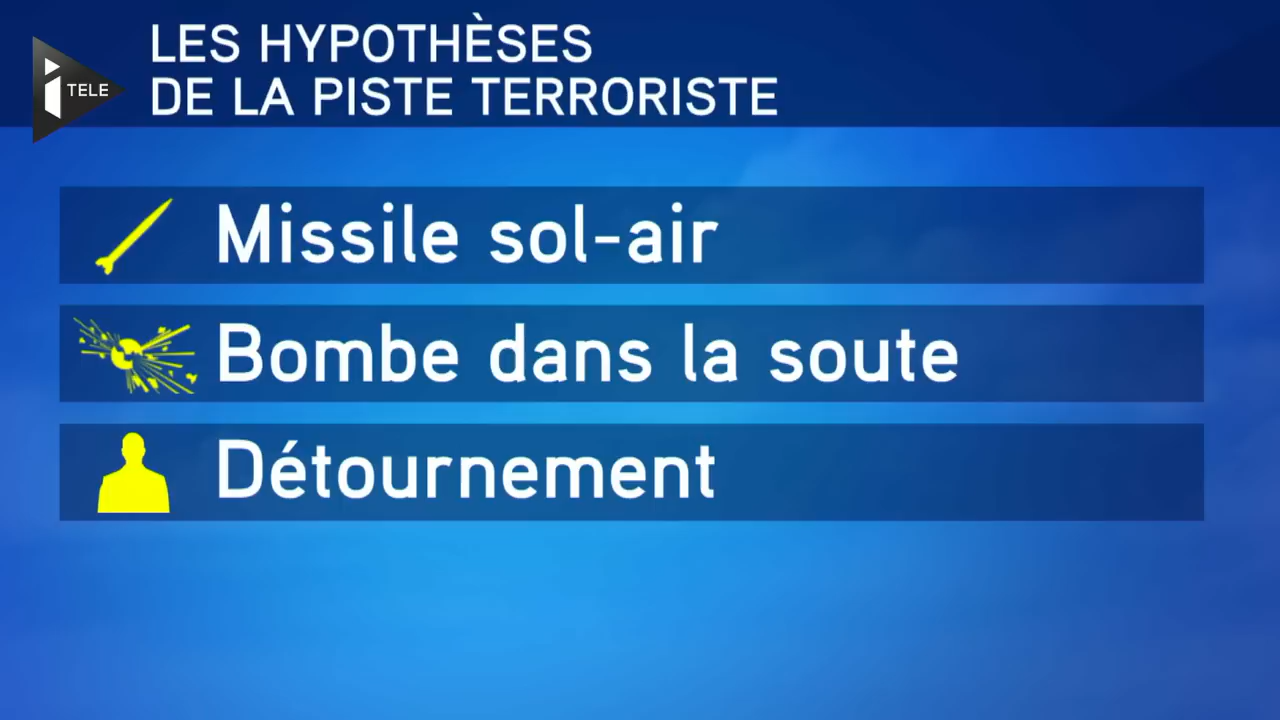 LES HYPOTHÈSES
DE LA PISTE TERRORISTE
i TELE
Missile sol-air
Bombe dans la soute
Détournement